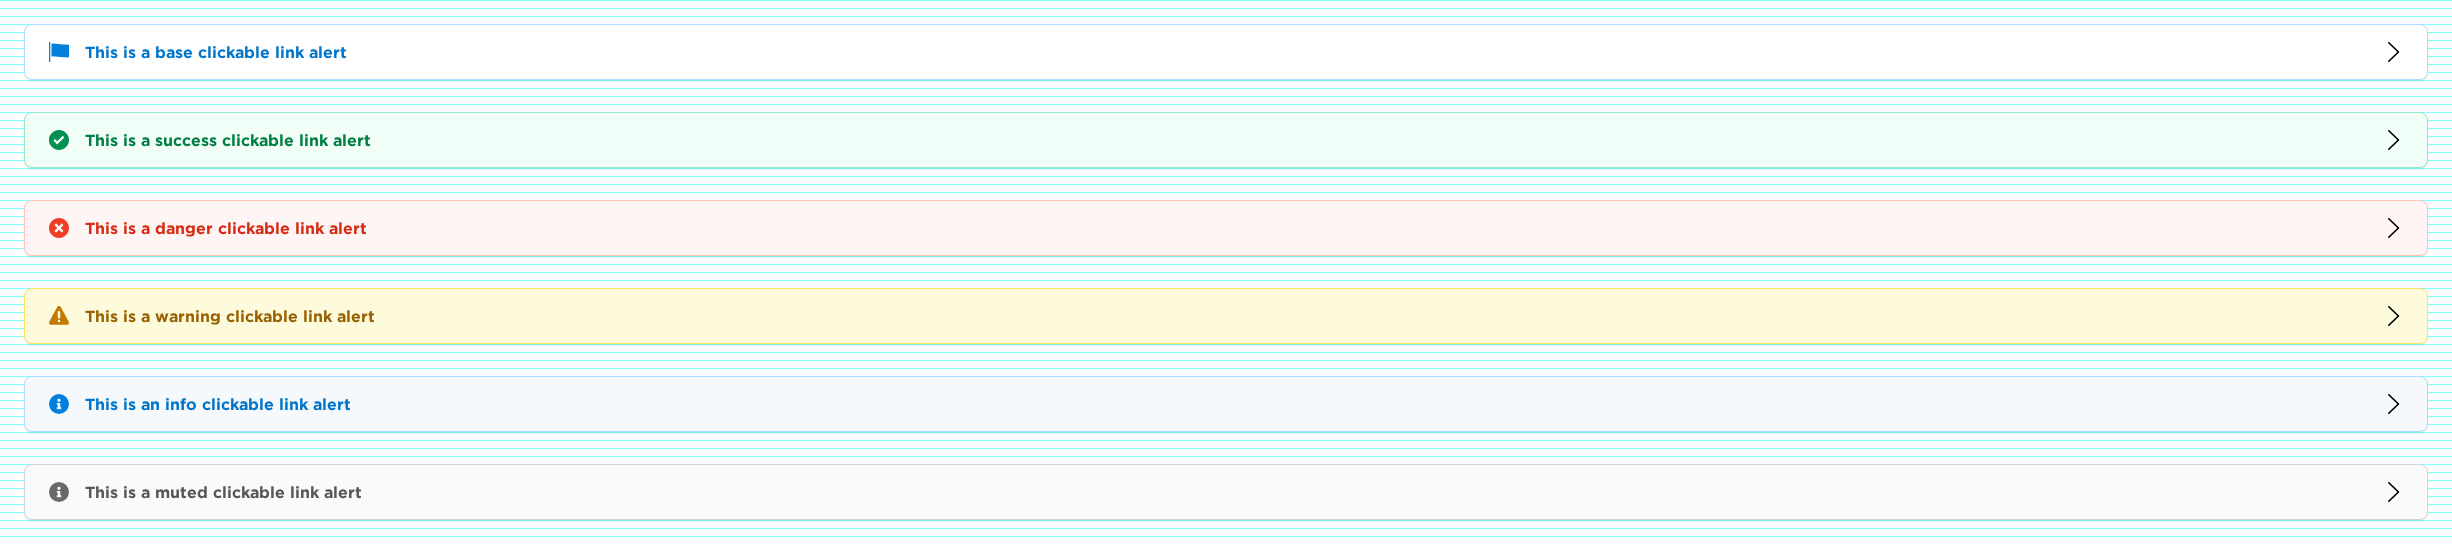 This is a base clickable link alert
This is a success clickable link alert
This is a danger clickable link alert
This is a warning clickable link alert
This is an info clickable link alert
This is a muted clickable link alert